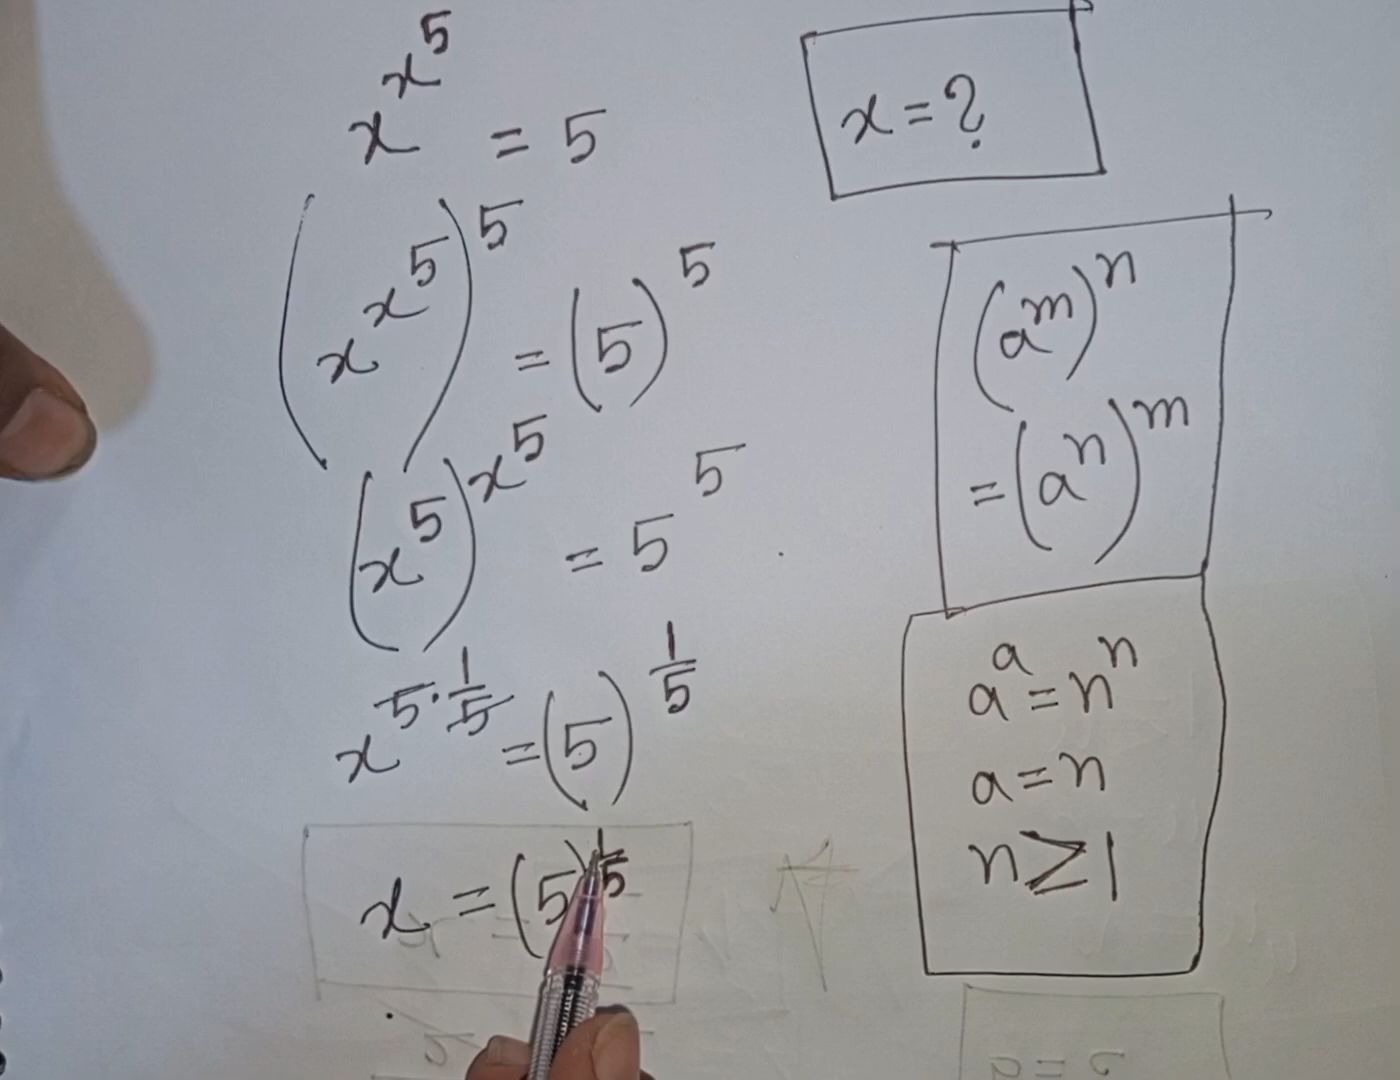 x^x^5 = 5
x = ?
(x^x^5)^5 = (5)^5
(x^5)^x^5 = 5^5
x^5·1/5 = (5)^1/5
x = (5)^1/5
(a^m)^n
= (a^n)^m
a^a = n^n
a = n
n ≥ 1